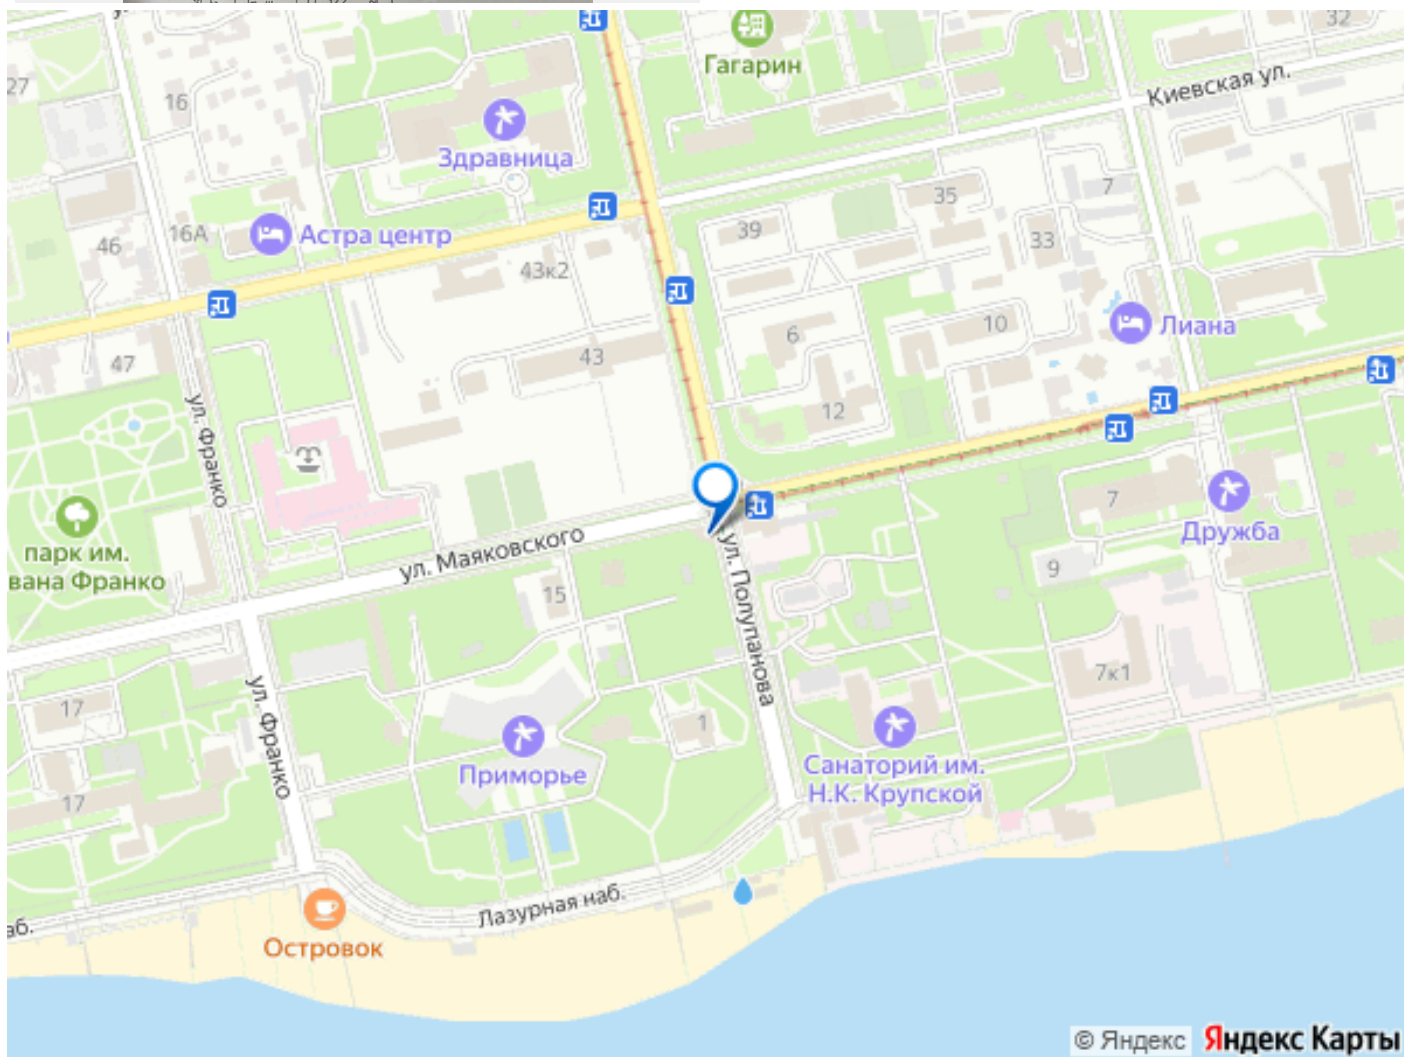 32
Гагарин
Киевская ул.
27
16
Здравница
7
35
16А
Астра центр
39
46
33
43к2
10
Лиана
6
43
47
ул. Франко
12
7
Дружба
парк им.
вана Франко
ул. Маяковского
9
15
ул. Полупанова
7к1
17
ул. Франко
1
Приморье
Санаторий им.
Н.К. Крупской
17
Лазурная наб.
аб.
Островок
© Яндекс
Яндекс Карты